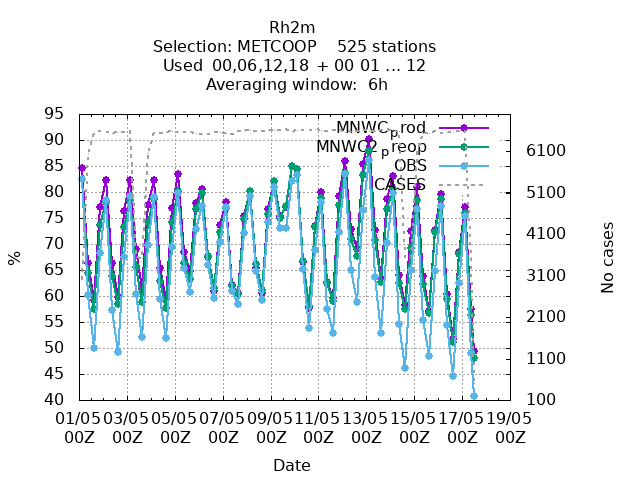 Rh2m
Selection: METCOOP    525 stations
Used  00,06,12,18 + 00 01 ... 12
Averaging window:  6h
95
90
85
80
75
70
65
60
55
50
45
40
%
MNWC_prod
MNWC2_preop
OBS
CASES
6100
5100
4100
3100
2100
1100
100
No cases
01/05 03/05 05/05 07/05 09/05 11/05 13/05 15/05 17/05 19/05
00Z 00Z 00Z 00Z 00Z 00Z 00Z 00Z 00Z 00Z
Date